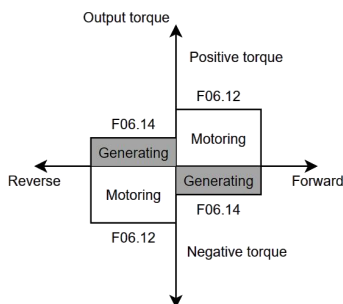 Output torque
Positive torque
F06.12
F06.14
Motoring
Generating
Reverse
Forward
Motoring
Generating
F06.14
F06.12
Negative torque